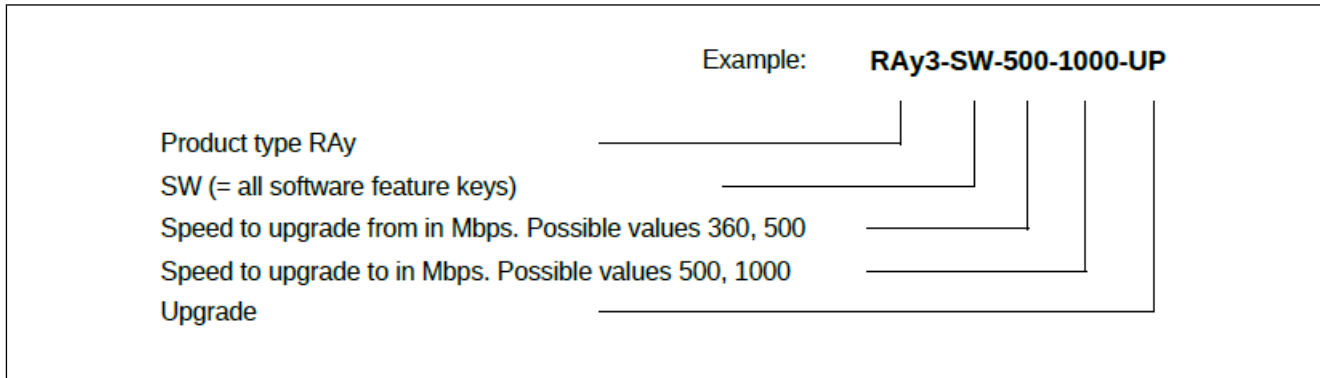 Example: RAy3-SW-500-1000-UP
Product type RAy
SW (= all software feature keys)
Speed to upgrade from in Mbps. Possible values 360, 500
Speed to upgrade to in Mbps. Possible values 500, 1000
Upgrade